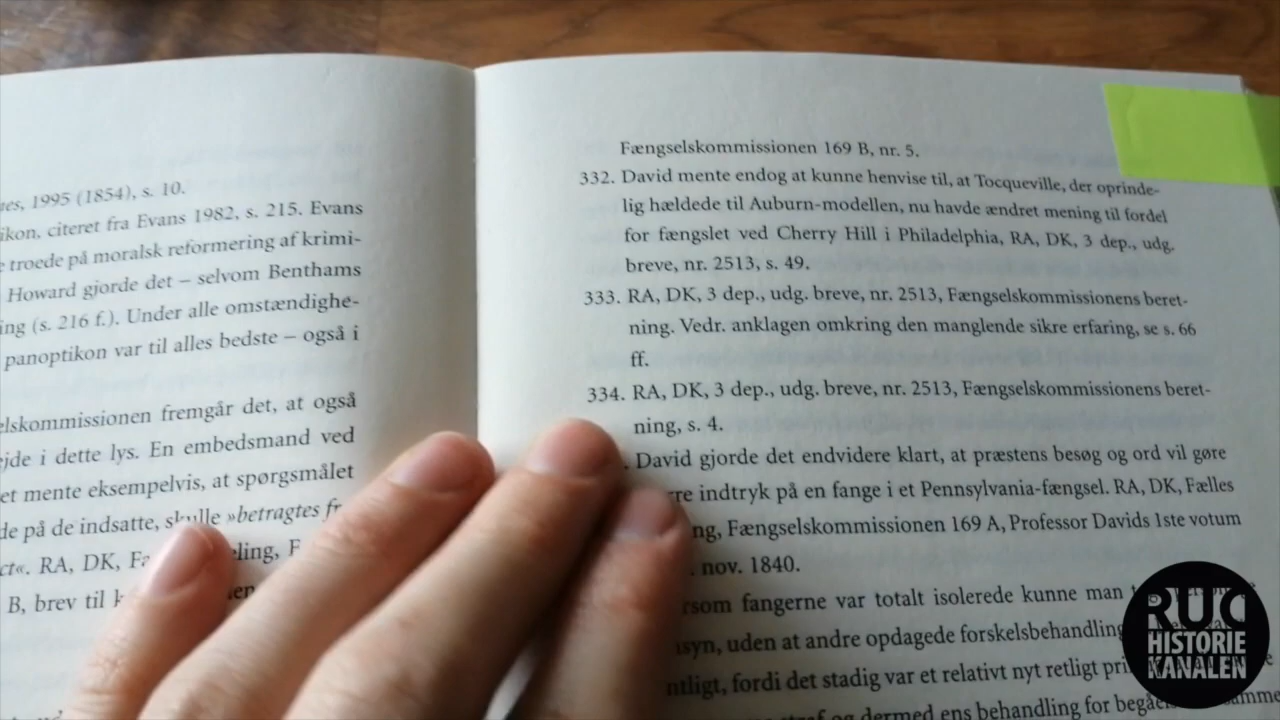 1995 (1854), s. 10.
citeret fra Evans 1982, s. 215. Evans
troede på moralsk reformering af krimi-
Howard gjorde det – selvom Benthams
(s. 216 f.). Under alle omstændighe-
panoptikon var til alles bedste – også i
fremgår det, at også
i dette lys. En embedsmand ved
mente eksempelvis, at spørgsmålet
på de indsatte, skulle »betragtes
RA, DK,
B, brev til
Fængselskommissionen 169 B, nr. 5.
332. David mente endog at kunne henvise til, at Tocqueville, der oprinde-
lig hældede til Auburn-modellen, nu havde ændret mening til fordel
for fængslet ved Cherry Hill i Philadelphia, RA, DK, 3 dep., udg.
breve, nr. 2513, s. 49.
333. RA, DK, 3 dep., udg. breve, nr. 2513, Fængselskommissionens beret-
ning. Vedr. anklagen omkring den manglende sikre erfaring, se s. 66
ff.
334. RA, DK, 3 dep., udg. breve, nr. 2513, Fængselskommissionens beret-
ning, s. 4.
David gjorde det endvidere klart, at præstens besøg og ord vil gøre
indtryk på en fange i et Pennsylvania-fængsel. RA, DK, Fælles
Fængselskommissionen 169 A, Professor Davids 1ste votum
nov. 1840.
fangerne var totalt isolerede kunne man
uden at andre opdagede forskelsbehandling
fordi det stadig var et relativt nyt retligt
og dermed ens behandling for
RUC
HISTORIE
KANALEN